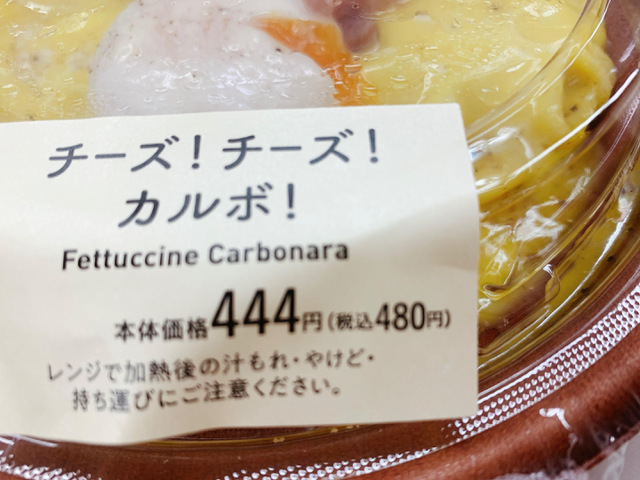 チーズ！チーズ！
カルボ！
Fettuccine Carbonara
本体価格444円（税込480円）
レンジで加熱後の汁もれ・やけど・
持ち運びにご注意ください。